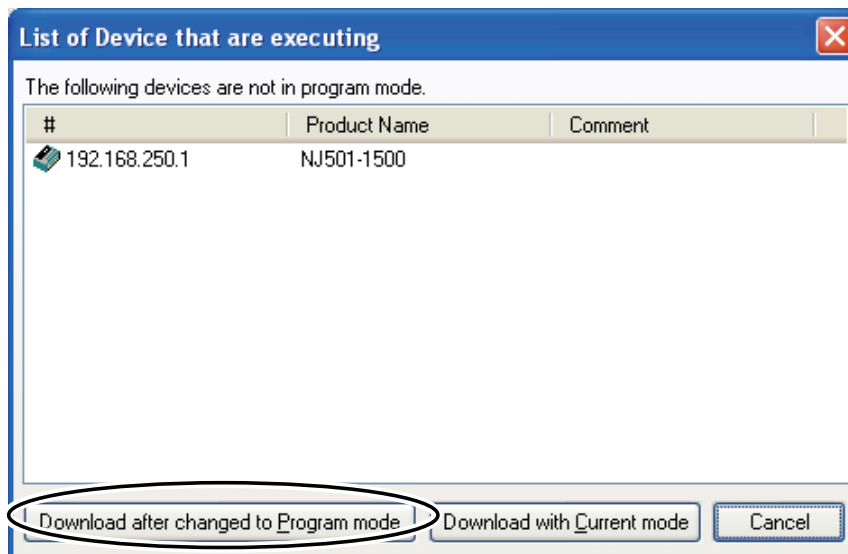 List of Device that are executing
The following devices are not in program mode.
# Product Name Comment
192.168.250.1 NJ501-1500
Download after changed to Program mode Download with Current mode Cancel